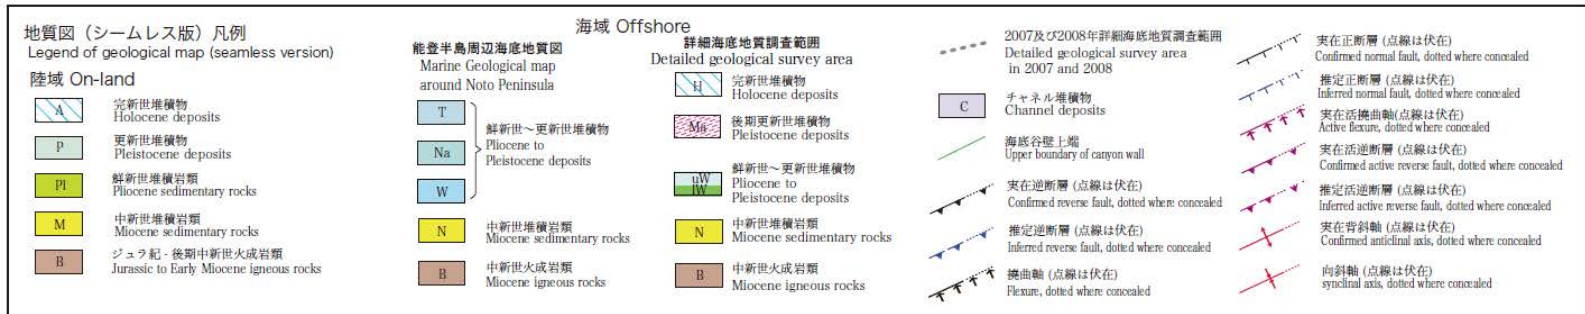 地質図（シームレス版）凡例
Legend of geological map (seamless version)
陸域 On-land
A
完新世堆積物
Holocene deposits
P
更新世堆積物
Pleistocene deposits
Pl
鮮新世堆積岩類
Pliocene sedimentary rocks
M
中新世堆積岩類
Miocene sedimentary rocks
B
ジュラ紀 - 後期中新世火成岩類
Jurassic to Early Miocene igneous rocks
海域 Offshore
能登半島周辺海底地質図
Marine Geological map
around Noto Peninsula
T
Na
W
鮮新世～更新世堆積物
Pliocene to
Pleistocene deposits
N
中新世堆積岩類
Miocene sedimentary rocks
B
中新世火成岩類
Miocene igneous rocks
詳細海底地質調査範囲
Detailed geological survey area
H
完新世堆積物
Holocene deposits
Ma
後期更新世堆積物
Pleistocene deposits
uW
lW
鮮新世～更新世堆積物
Pliocene to
Pleistocene deposits
N
中新世堆積岩類
Miocene sedimentary rocks
B
中新世火成岩類
Miocene igneous rocks
2007及び2008年詳細海底地質調査範囲
Detailed geological survey area
in 2007 and 2008
C
チャネル堆積物
Channel deposits
海底谷壁上端
Upper boundary of canyon wall
実在逆断層 (点線は伏在)
Confirmed reverse fault, dotted where concealed
推定逆断層 (点線は伏在)
Inferred reverse fault, dotted where concealed
撓曲軸 (点線は伏在)
Flexure, dotted where concealed
実在正断層 (点線は伏在)
Confirmed normal fault, dotted where concealed
推定正断層 (点線は伏在)
Inferred normal fault, dotted where concealed
実在活撓曲軸(点線は伏在)
Active flexure, dotted where concealed
実在活逆断層 (点線は伏在)
Confirmed active reverse fault, dotted where concealed
推定活逆断層 (点線は伏在)
Inferred active reverse fault, dotted where concealed
実在背斜軸 (点線は伏在)
Confirmed anticlinal axis, dotted where concealed
向斜軸 (点線は伏在)
synclinal axis, dotted where concealed